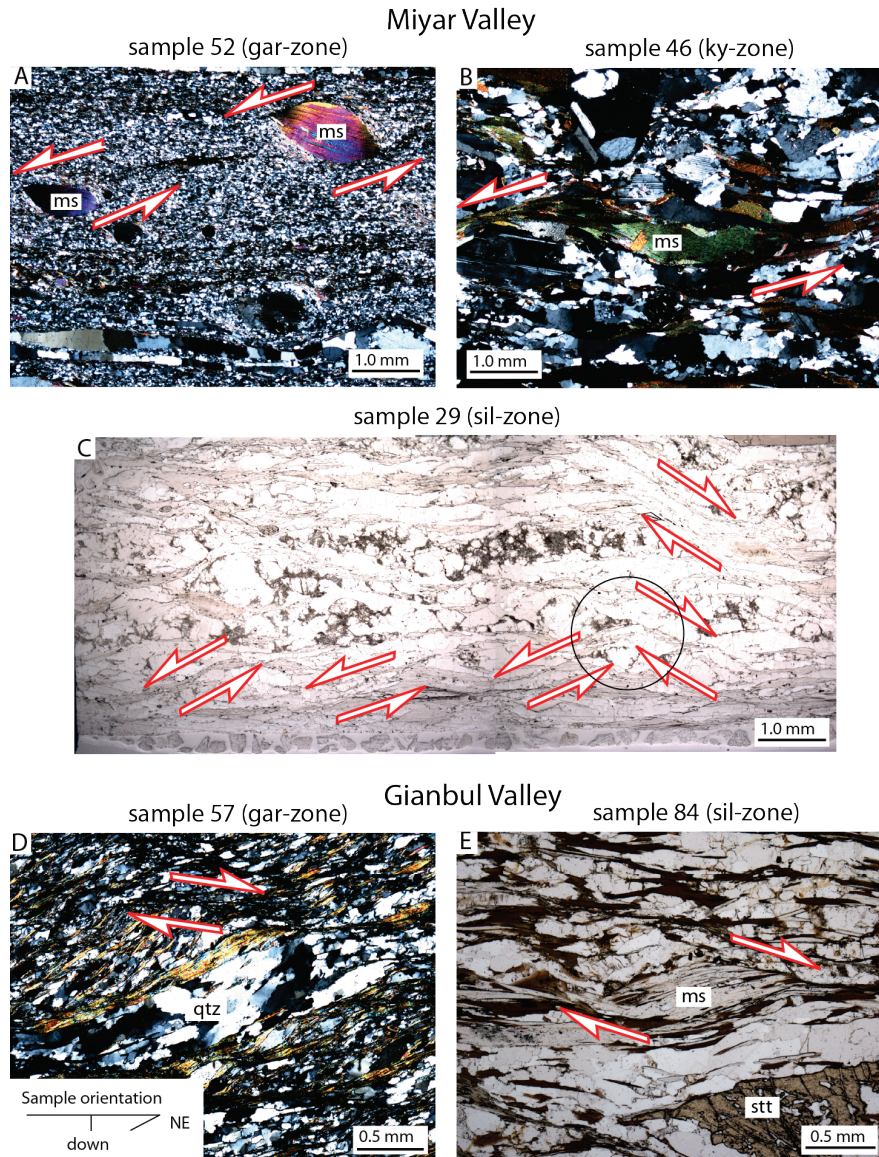 Miyar Valley
sample 52 (gar-zone)
sample 46 (ky-zone)
A
ms
ms
1.0 mm
B
ms
1.0 mm
sample 29 (sil-zone)
C
1.0 mm
Gianbul Valley
sample 57 (gar-zone)
sample 84 (sil-zone)
D
qtz
Sample orientation
NE
down
0.5 mm
E
ms
stt
0.5 mm